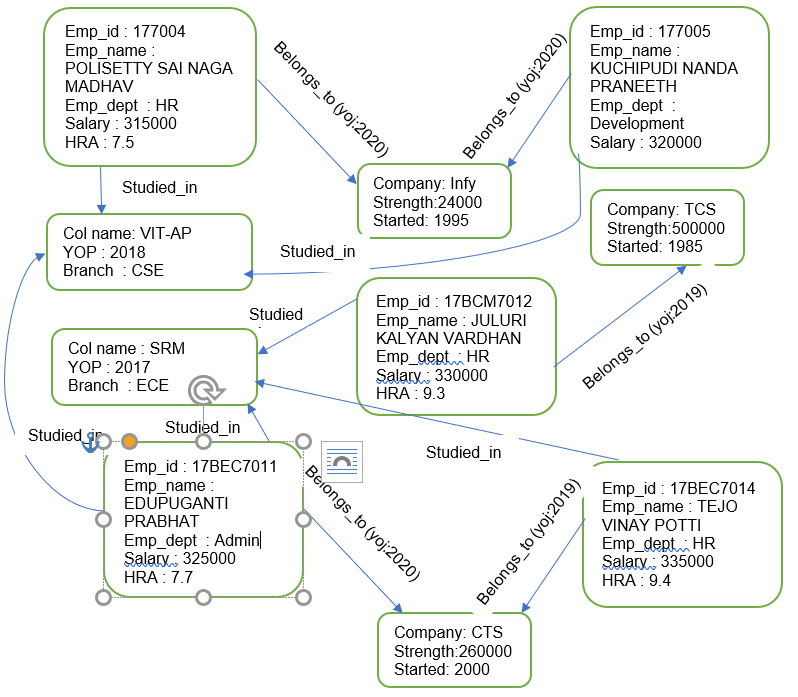 Emp_id : 177004
Emp_name :
POLISETTY SAI NAGA
MADHAV
Emp_dept : HR
Salary : 315000
HRA : 7.5
Belongs_to (yoj:2020)
Belongs_to (yoj:2020)
Emp_id : 177005
Emp_name :
KUCHIPUDI NANDA
PRANEETH
Emp_dept :
Development
Salary : 320000
Studied_in
Company: Infy
Strength:24000
Started: 1995
Company: TCS
Strength:500000
Started: 1985
Col name: VIT-AP
YOP : 2018
Branch : CSE
Studied_in
Studied
Emp_id : 17BCM7012
Emp_name : JULURI
KALYAN VARDHAN
Emp_dept : HR
Salary : 330000
HRA : 9.3
Belongs_to (yoj:2019)
Col name : SRM
YOP : 2017
Branch : ECE
Studied_in
Studied_in
Studied_in
Emp_id : 17BEC7011
Emp_name :
EDUPUGANTI
PRABHAT
Emp_dept : Admin
Salary : 325000
HRA : 7.7
Belongs_to (yoj:2020)
Belongs_to (yoj:2019)
Emp_id : 17BEC7014
Emp_name : TEJO
VINAY POTTI
Emp_dept : HR
Salary : 335000
HRA : 9.4
Company: CTS
Strength:260000
Started: 2000